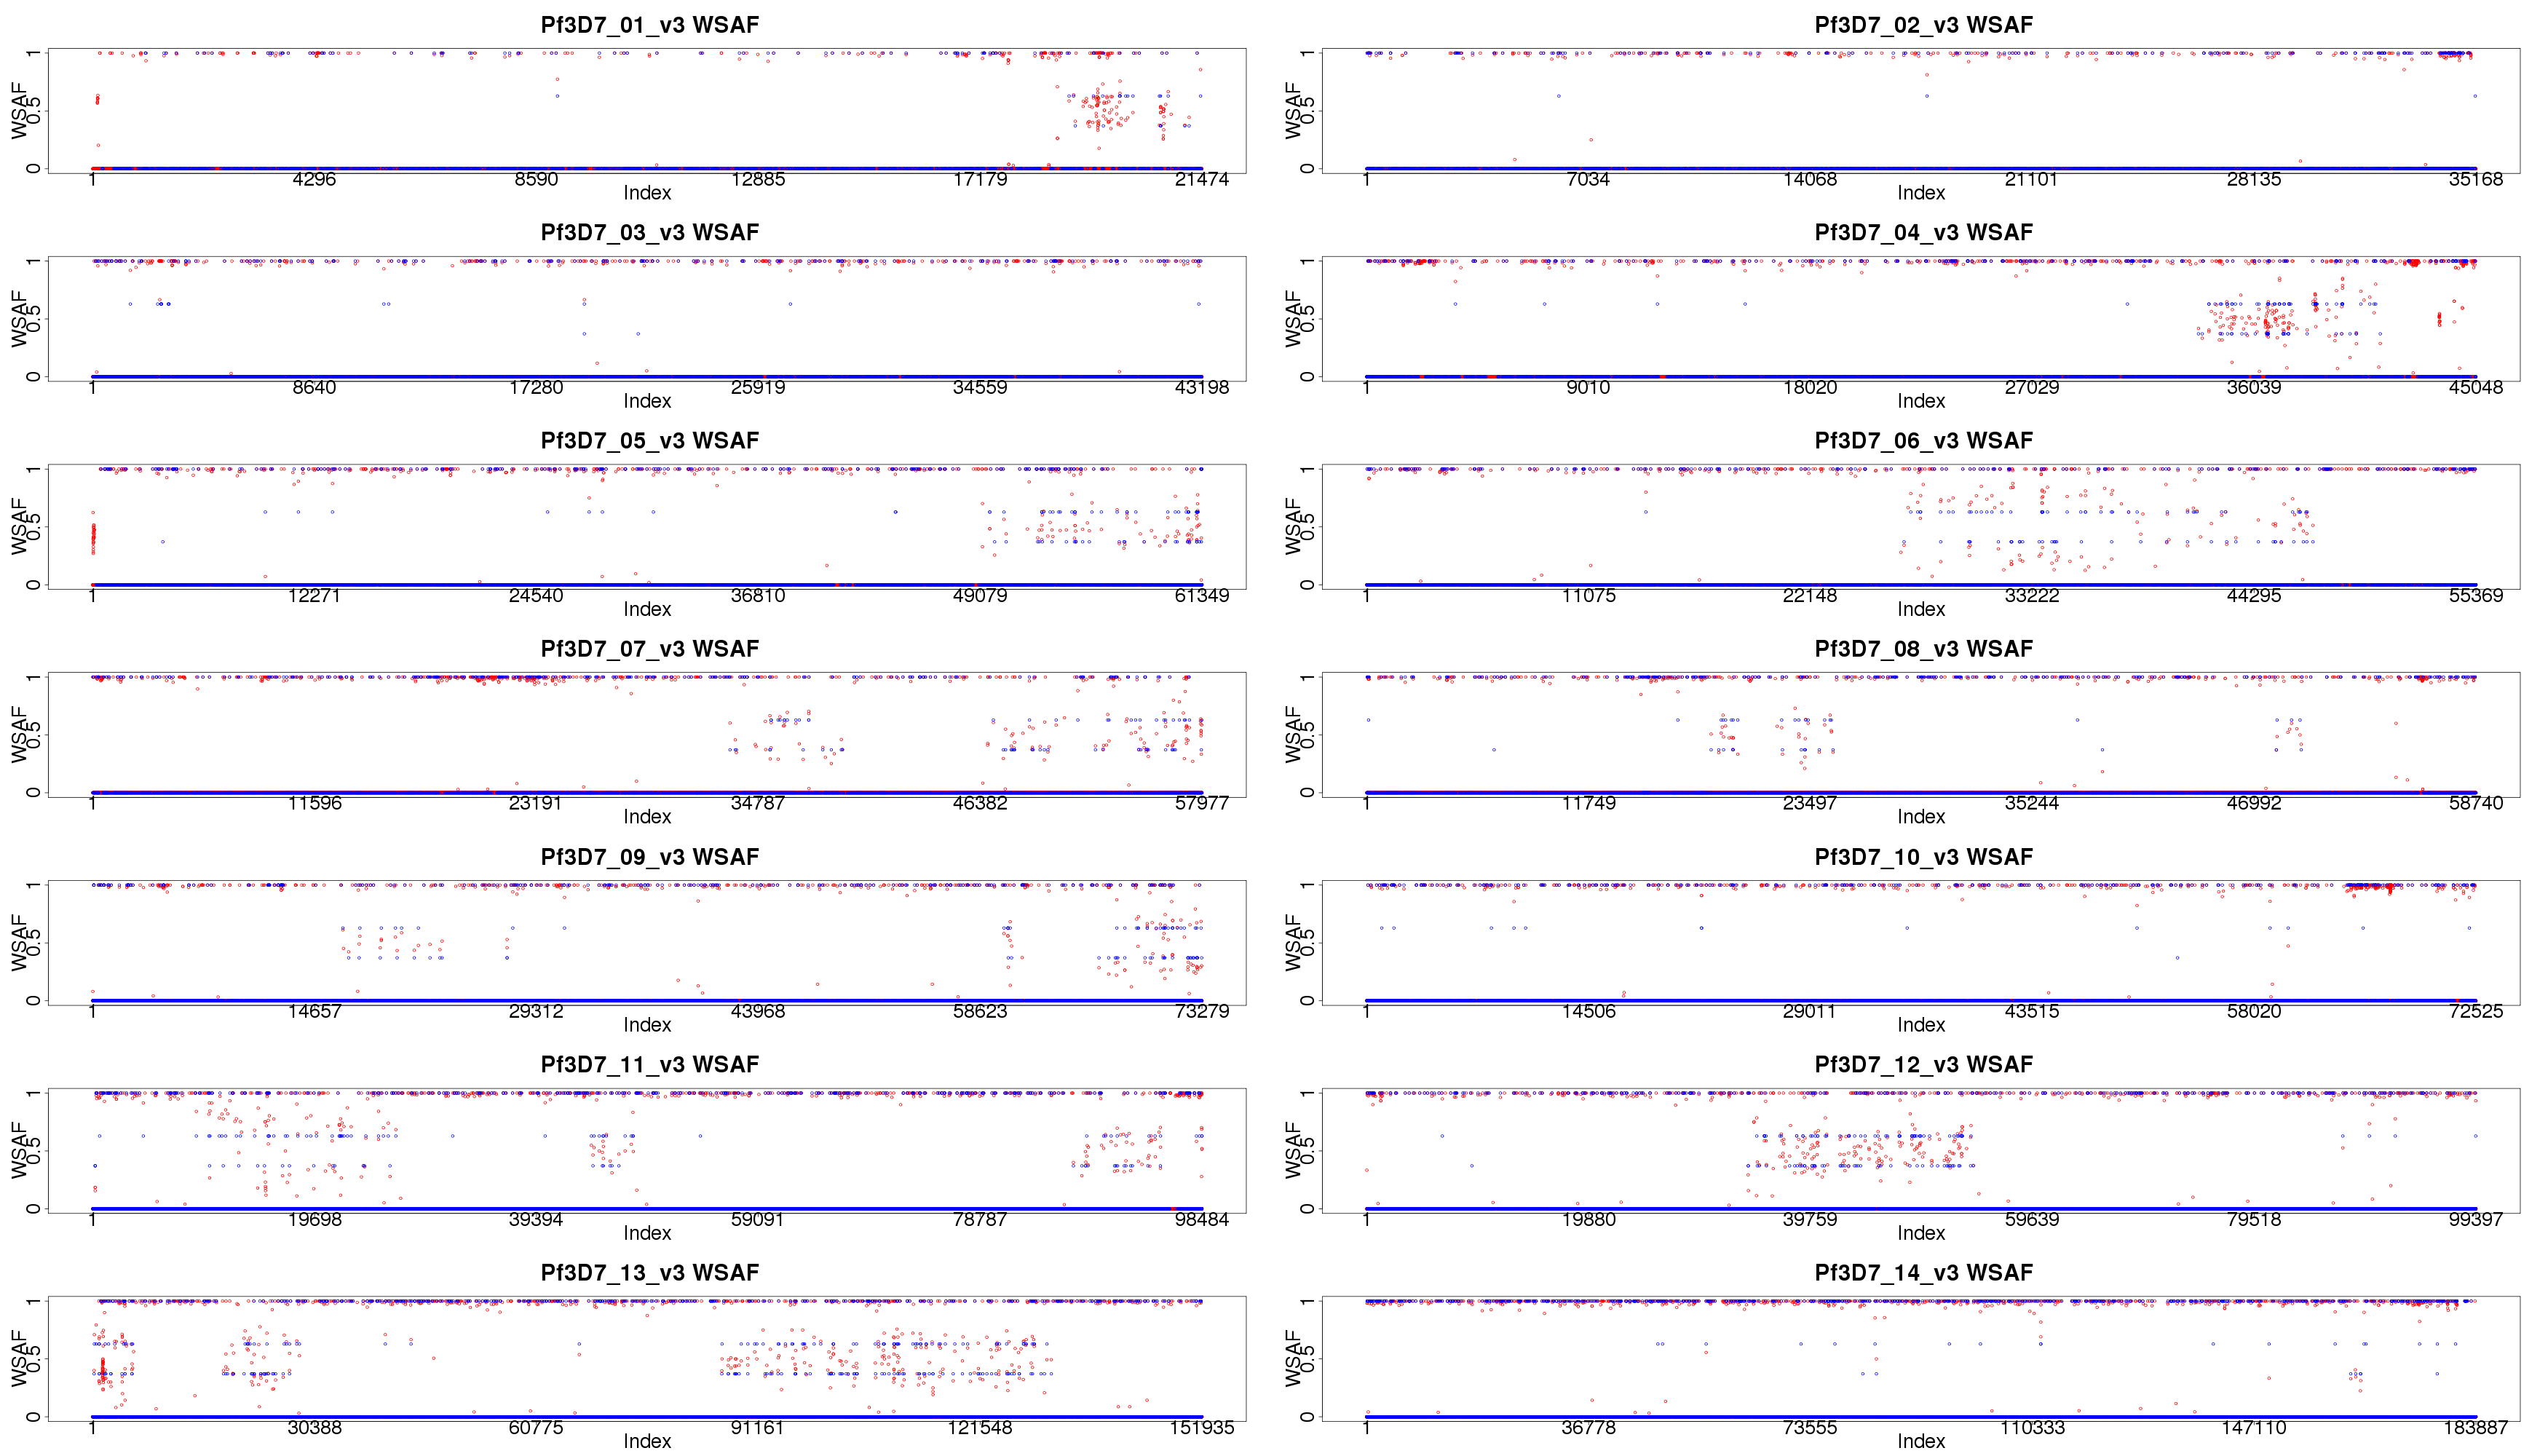 Pf3D7_01_v3 WSAF
WSAF
0 0.5 1
1 4296 8590 12885 17179 21474
Index
Pf3D7_02_v3 WSAF
WSAF
0 0.5 1
1 7034 14068 21101 28135 35168
Index
Pf3D7_03_v3 WSAF
WSAF
0 0.5 1
1 8640 17280 25919 34559 43198
Index
Pf3D7_04_v3 WSAF
WSAF
0 0.5 1
1 9010 18020 27029 36039 45048
Index
Pf3D7_05_v3 WSAF
WSAF
0 0.5 1
1 12271 24540 36810 49079 61349
Index
Pf3D7_06_v3 WSAF
WSAF
0 0.5 1
1 11075 22148 33222 44295 55369
Index
Pf3D7_07_v3 WSAF
WSAF
0 0.5 1
1 11596 23191 34787 46382 57977
Index
Pf3D7_08_v3 WSAF
WSAF
0 0.5 1
1 11749 23497 35244 46992 58740
Index
Pf3D7_09_v3 WSAF
WSAF
0 0.5 1
1 14657 29312 43968 58623 73279
Index
Pf3D7_10_v3 WSAF
WSAF
0 0.5 1
1 14506 29011 43515 58020 72525
Index
Pf3D7_11_v3 WSAF
WSAF
0 0.5 1
1 19698 39394 59091 78787 98484
Index
Pf3D7_12_v3 WSAF
WSAF
0 0.5 1
1 19880 39759 59639 79518 99397
Index
Pf3D7_13_v3 WSAF
WSAF
0 0.5 1
1 30388 60775 91161 121548 151935
Index
Pf3D7_14_v3 WSAF
WSAF
0 0.5 1
1 36778 73555 110333 147110 183887
Index